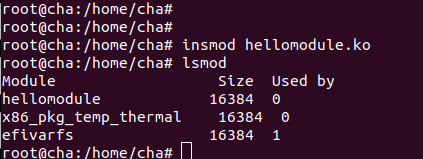 root@cha:/home/cha#
root@cha:/home/cha#
root@cha:/home/cha# insmod hellomodule.ko
root@cha:/home/cha# lsmod
Module                  Size  Used by
hellomodule            16384  0
x86_pkg_temp_thermal    16384  0
efivarfs               16384  1
root@cha:/home/cha#